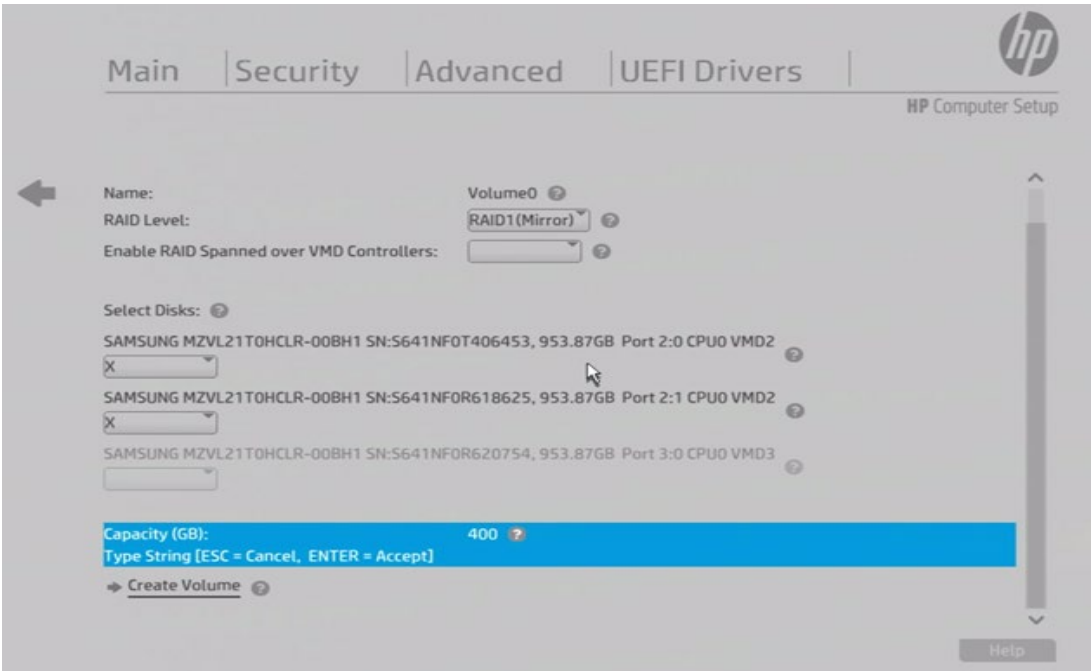 hp
Main Security Advanced UEFI Drivers
HP Computer Setup
Name: Volume0 ?
RAID Level: RAID1(Mirror) ?
Enable RAID Spanned over VMD Controllers: ?
Select Disks: ?
SAMSUNG MZVL21T0HCLR-00BH1 SN:S641NF0T406453, 953.87GB Port 2:0 CPU0 VMD2 ?
X
SAMSUNG MZVL21T0HCLR-00BH1 SN:S641NF0R618625, 953.87GB Port 2:1 CPU0 VMD2 ?
X
SAMSUNG MZVL21T0HCLR-00BH1 SN:S641NF0R620754, 953.87GB Port 3:0 CPU0 VMD3 ?
Capacity (GB): 400 ?
Type String [ESC = Cancel, ENTER = Accept]
Create Volume ?
Help